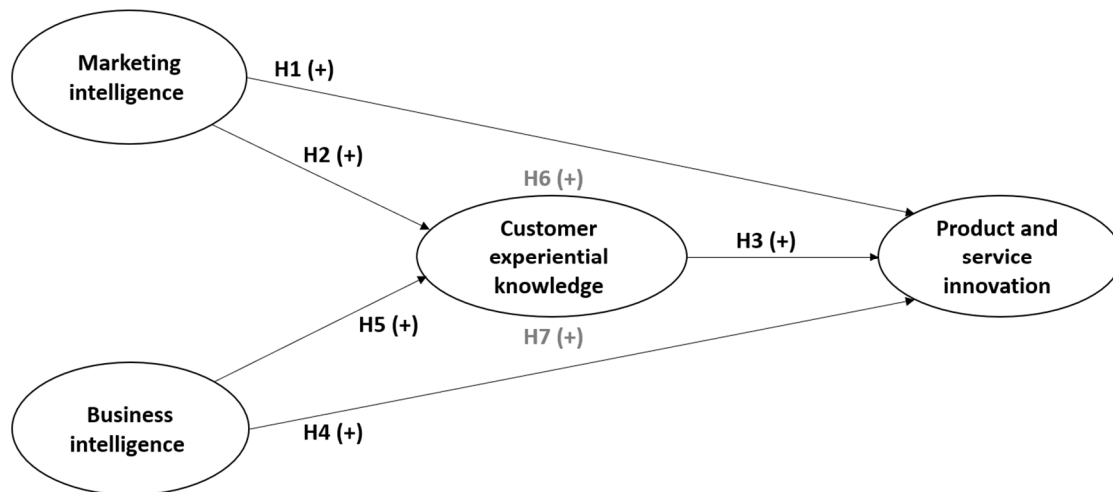 Marketing
intelligence
H1 (+)
H2 (+)
H6 (+)
Customer
experiential
knowledge
H3 (+)
Product and
service
innovation
H5 (+)
H7 (+)
Business
intelligence
H4 (+)